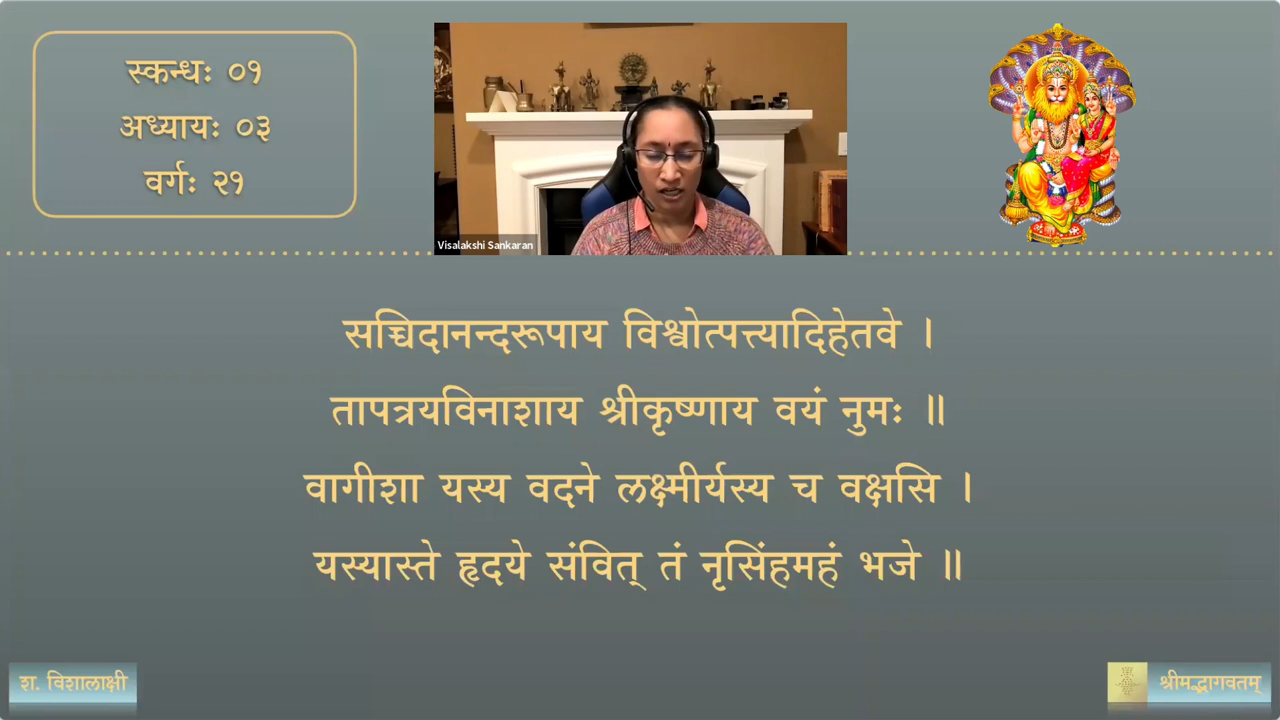 स्कन्धः ०१
अध्यायः ०३
वर्गः २१
Visalakshi Sankaran
सच्चिदानन्दरूपाय विश्वोत्पत्त्यादिहेतवे ।
तापत्रयविनाशाय श्रीकृष्णाय वयं नुमः ॥
वागीशा यस्य वदने लक्ष्मीर्यस्य च वक्षसि ।
यस्यास्ते हृदये संवित् तं नृसिंहमहं भजे ॥
श. विशालाक्षी
श्रीमद्भागवतम्